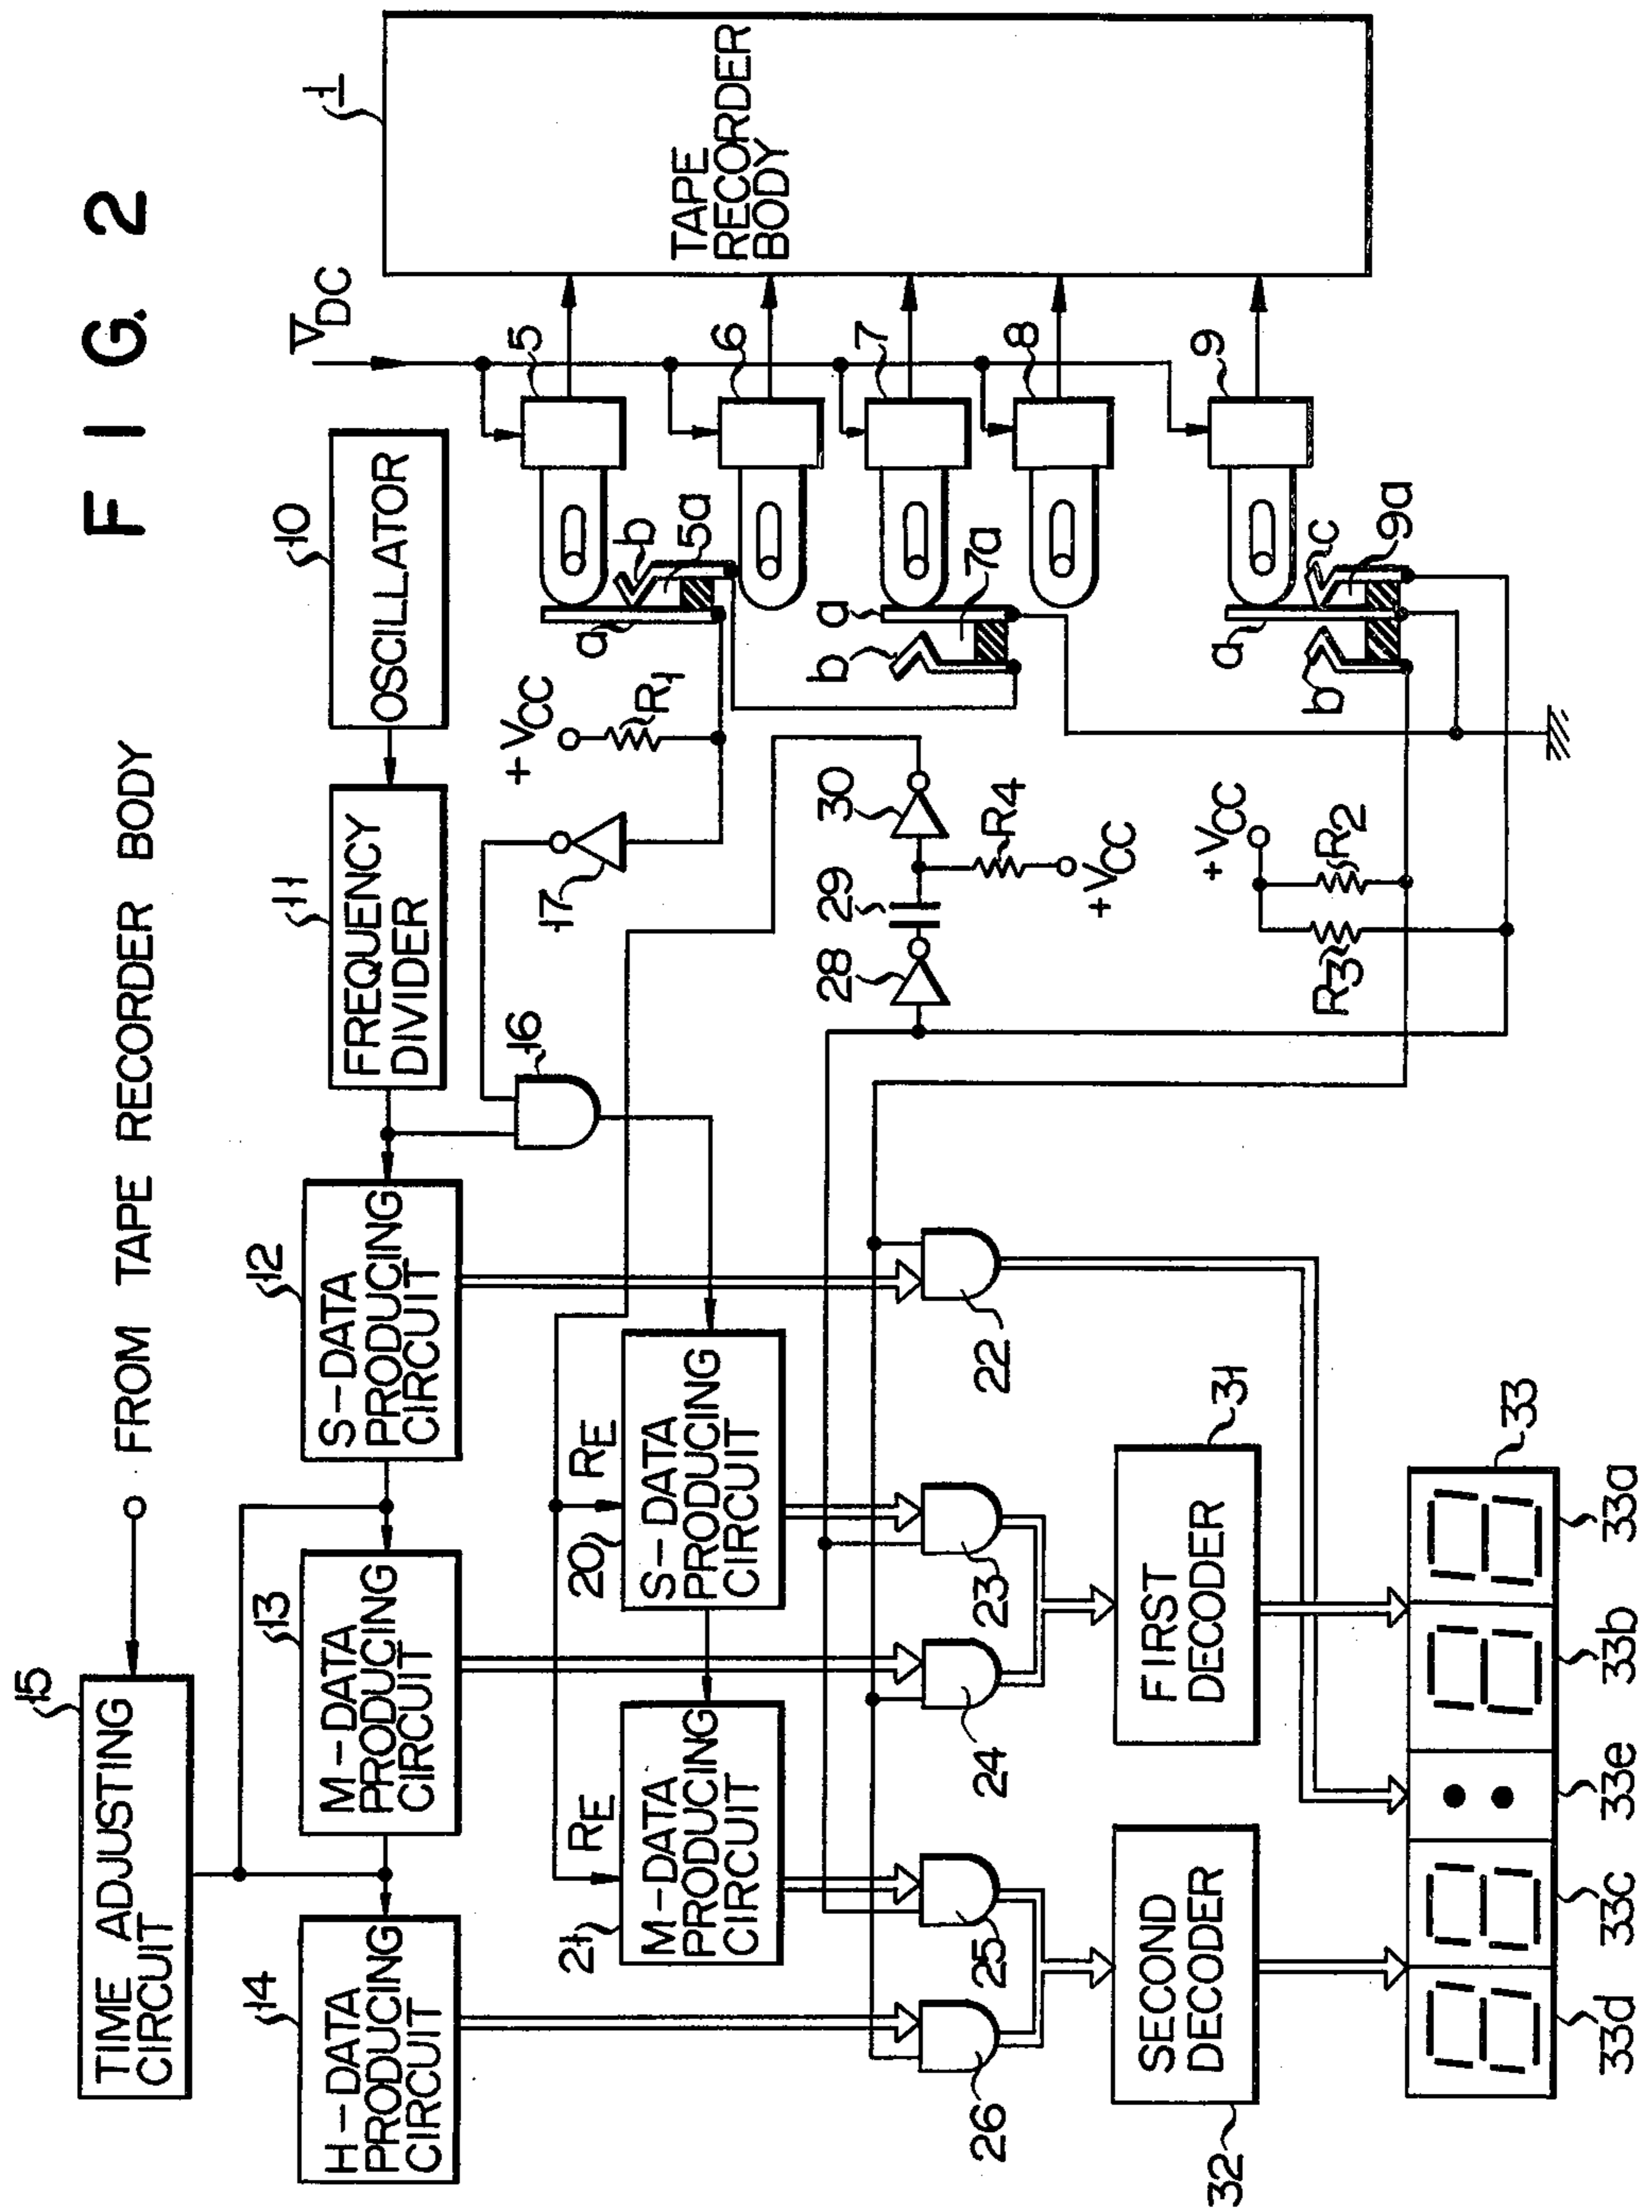 FIG. 2
1
TAPE
RECORDER
BODY
VDC
5
6
7
8
9
10
OSCILLATOR
11
FREQUENCY
DIVIDER
FROM TAPE RECORDER BODY
15
TIME ADJUSTING
CIRCUIT
12
S-DATA
PRODUCING
CIRCUIT
13
M-DATA
PRODUCING
CIRCUIT
14
H-DATA
PRODUCING
CIRCUIT
a
b
5a
a
b
7a
a
b
c
9a
+VCC
R1
17
16
30
29
28
R4
+VCC
+VCC
R2
R3
RE
20
S-DATA
PRODUCING
CIRCUIT
RE
21
M-DATA
PRODUCING
CIRCUIT
22
23
24
25
26
31
FIRST
DECODER
32
SECOND
DECODER
33
33a
33b
33e
33c
33d